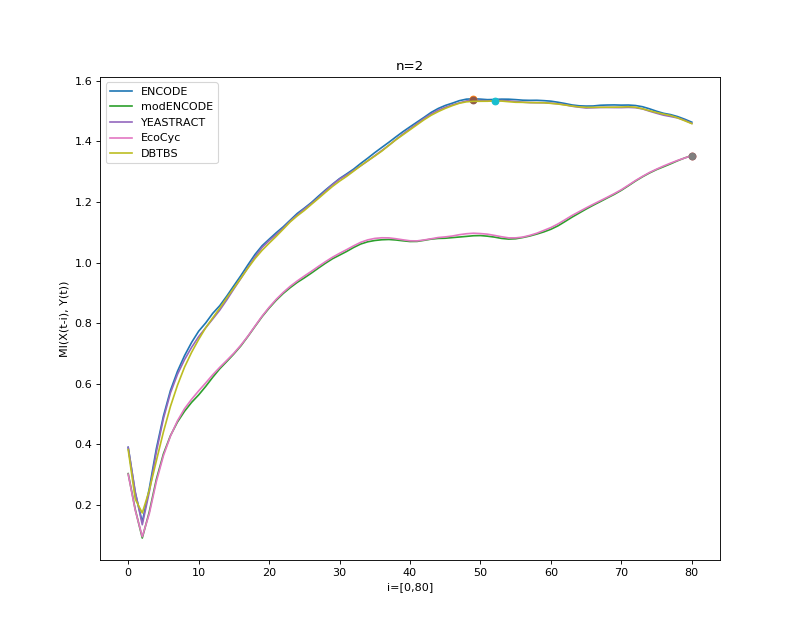 n=2
ENCODE
modENCODE
YEASTRACT
EcoCyc
DBTBS
MI(X(t-i), Y(t))
1.6
1.4
1.2
1.0
0.8
0.6
0.4
0.2
0 10 20 30 40 50 60 70 80
i=[0,80]